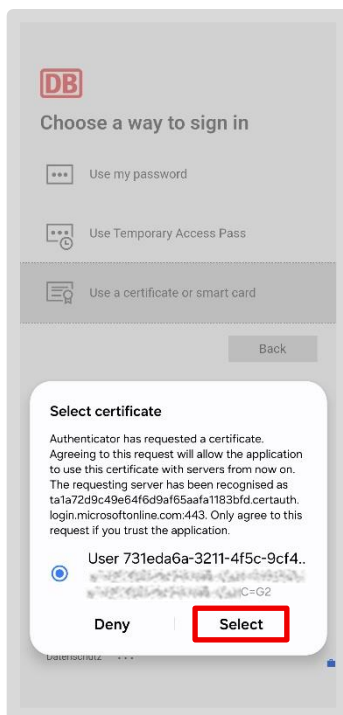 DB
Choose a way to sign in
Use my password
Use Temporary Access Pass
Use a certificate or smart card
Back
Select certificate
Authenticator has requested a certificate.
Agreeing to this request will allow the application
to use this certificate with servers from now on.
The requesting server has been recognised as
ta1a72d9c49e64f6d9af65aafa1183bfd.certauth.
login.microsoftonline.com:443. Only agree to this
request if you trust the application.
User 731eda6a-3211-4f5c-9cf4..
C=G2
Deny
Select
Datenschutz ···